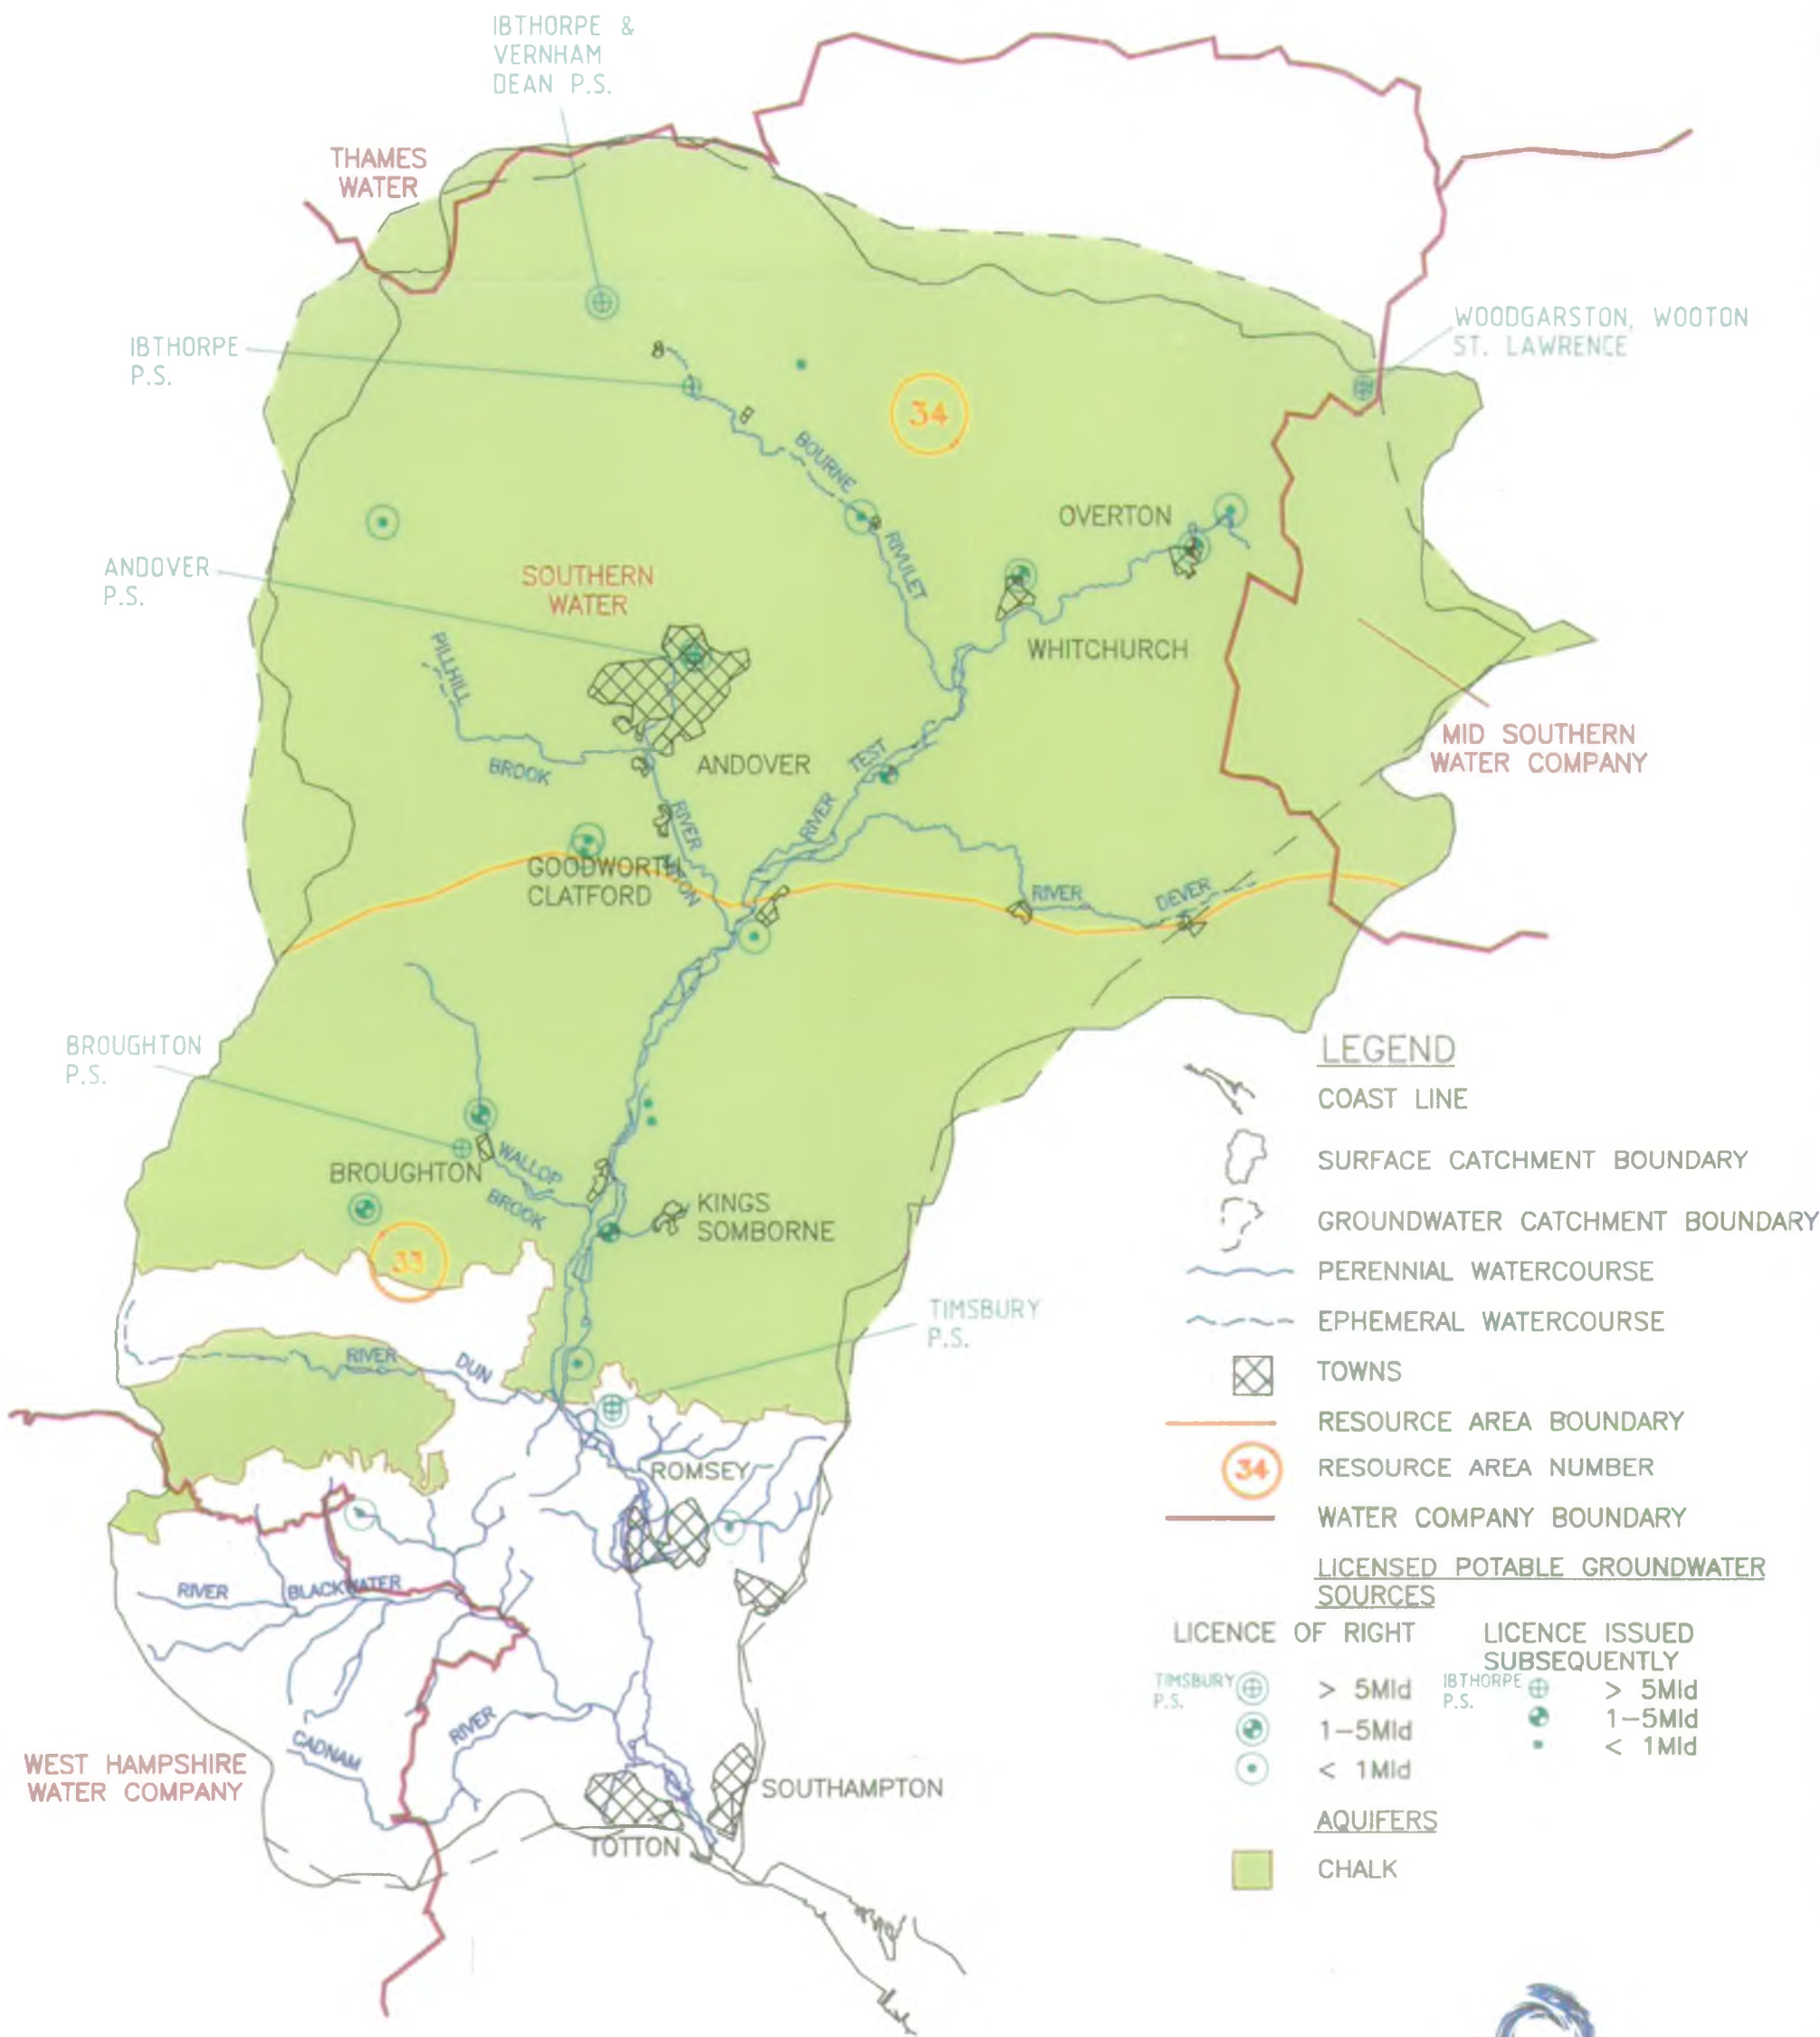 IBTHORPE &
VERNHAM
DEAN P.S.
THAMES
WATER
IBTHORPE
P.S.
WOODGARSTON, WOOTON
ST. LAWRENCE
34
BOURNE
RIVULET
OVERTON
ANDOVER
P.S.
SOUTHERN
WATER
WHITCHURCH
PILLHILL
BROOK
ANDOVER
RIVER
TEST
MID SOUTHERN
WATER COMPANY
RIVER
GOODWORTH
CLATFORD
RIVER
DEVER
BROUGHTON
P.S.
BROUGHTON
WALLOP
BROOK
KINGS
SOMBORNE
33
TIMSBURY
P.S.
RIVER
DUN
ROMSEY
RIVER
BLACKWATER
CADNAM
RIVER
WEST HAMPSHIRE
WATER COMPANY
SOUTHAMPTON
TOTTON
LEGEND
COAST LINE
SURFACE CATCHMENT BOUNDARY
GROUNDWATER CATCHMENT BOUNDARY
PERENNIAL WATERCOURSE
EPHEMERAL WATERCOURSE
TOWNS
RESOURCE AREA BOUNDARY
34 RESOURCE AREA NUMBER
WATER COMPANY BOUNDARY
LICENSED POTABLE GROUNDWATER
SOURCES
LICENCE OF RIGHT
TIMSBURY
P.S.
> 5Mld
1-5Mld
< 1Mld
LICENCE ISSUED
SUBSEQUENTLY
IBTHORPE
P.S.
> 5Mld
1-5Mld
< 1Mld
AQUIFERS
CHALK